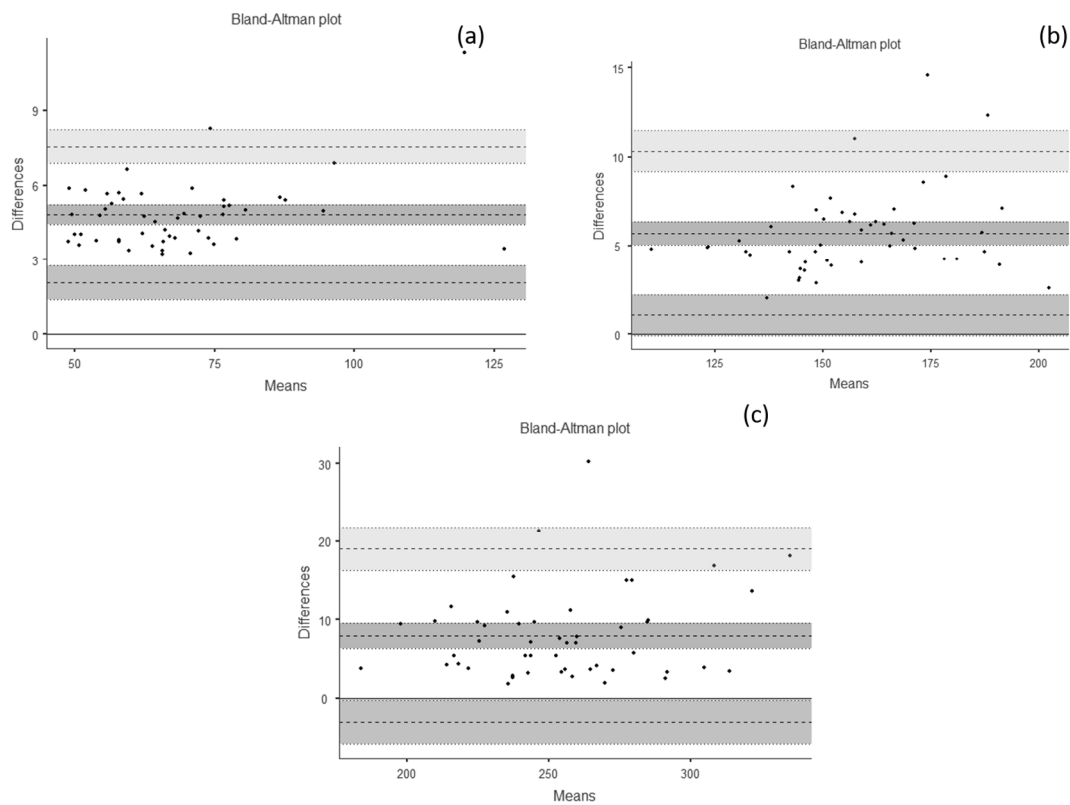 Bland-Altman plot
(a)
Differences
9
6
3
0
50 75 100 125
Means
Bland-Altman plot
(b)
Differences
15
10
5
0
125 150 175 200
Means
(c)
Bland-Altman plot
Differences
30
20
10
0
200 250 300
Means